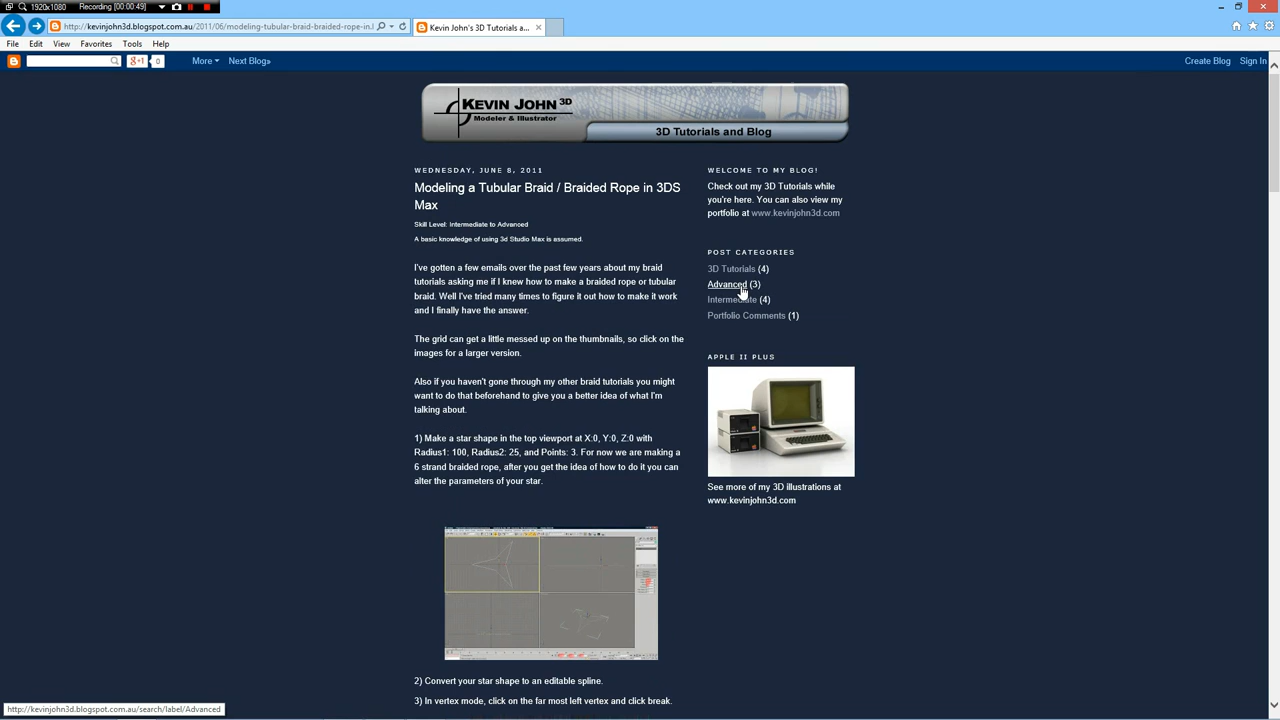 1920x1080 Recording [00:00:49]
http://kevinjohn3d.blogspot.com.au/2011/06/modeling-tubular-braid-braided-rope-in.l
Kevin John's 3D Tutorials a...
File Edit View Favorites Tools Help
g+1 0 More Next Blog» Create Blog Sign In
KEVIN JOHN 3D
Modeler & Illustrator
3D Tutorials and Blog
WEDNESDAY, JUNE 8, 2011
Modeling a Tubular Braid / Braided Rope in 3DS
Max
Skill Level: Intermediate to Advanced
A basic knowledge of using 3d Studio Max is assumed.
I've gotten a few emails over the past few years about my braid
tutorials asking me if I knew how to make a braided rope or tubular
braid. Well I've tried many times to figure it out how to make it work
and I finally have the answer.
The grid can get a little messed up on the thumbnails, so click on the
images for a larger version.
Also if you haven't gone through my other braid tutorials you might
want to do that beforehand to give you a better idea of what I'm
talking about.
1) Make a star shape in the top viewport at X:0, Y:0, Z:0 with
Radius1: 100, Radius2: 25, and Points: 3. For now we are making a
6 strand braided rope, after you get the idea of how to do it you can
alter the parameters of your star.
2) Convert your star shape to an editable spline.
3) In vertex mode, click on the far most left vertex and click break.
WELCOME TO MY BLOG!
Check out my 3D Tutorials while
you're here. You can also view my
portfolio at www.kevinjohn3d.com
POST CATEGORIES
3D Tutorials (4)
Advanced (3)
Intermediate (4)
Portfolio Comments (1)
APPLE II PLUS
See more of my 3D illustrations at
www.kevinjohn3d.com
http://kevinjohn3d.blogspot.com.au/search/label/Advanced